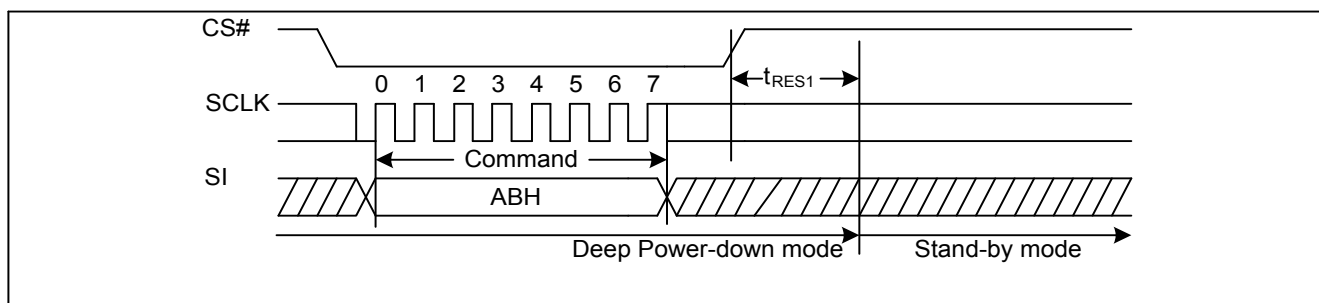 CS#
tRES1
0 1 2 3 4 5 6 7
SCLK
Command
SI
ABH
Deep Power-down mode Stand-by mode